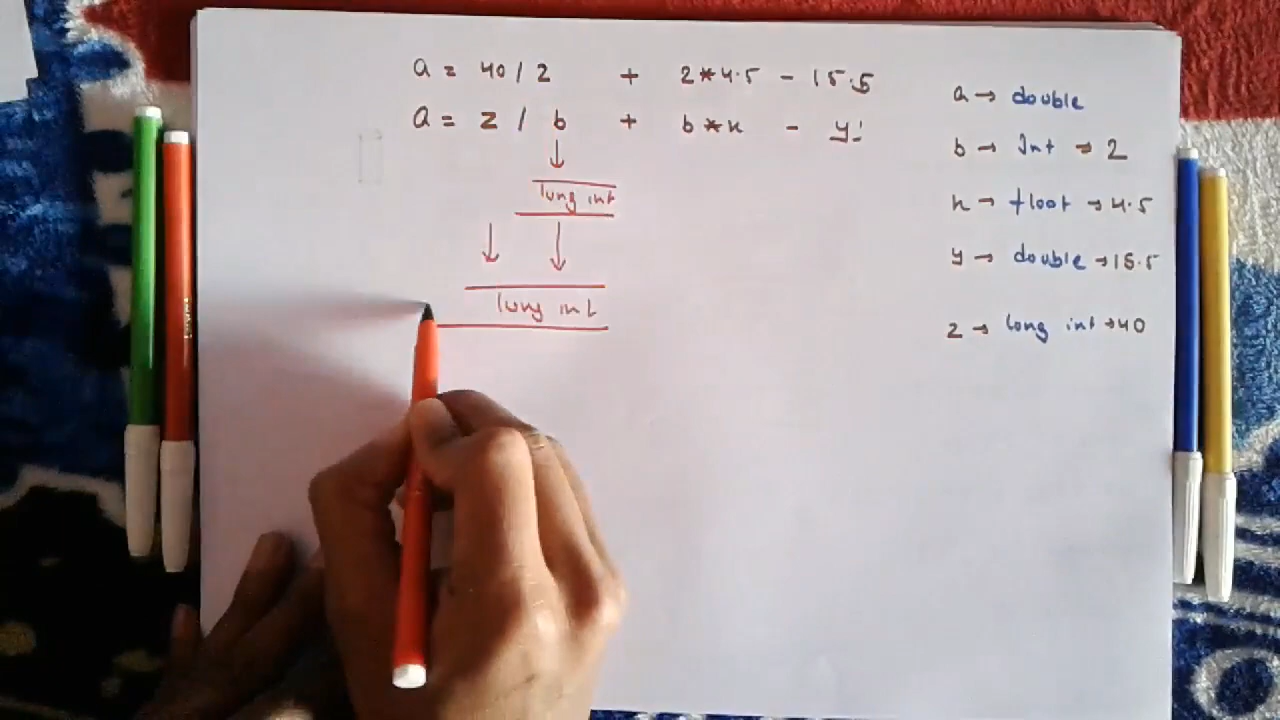 a = 40 / 2 + 2*4.5 - 15.5
a = z / b + b*x - y;
long int
long int
a → double
b → Int → 2
x → float → 4.5
y → double → 15.5
z → long int → 40